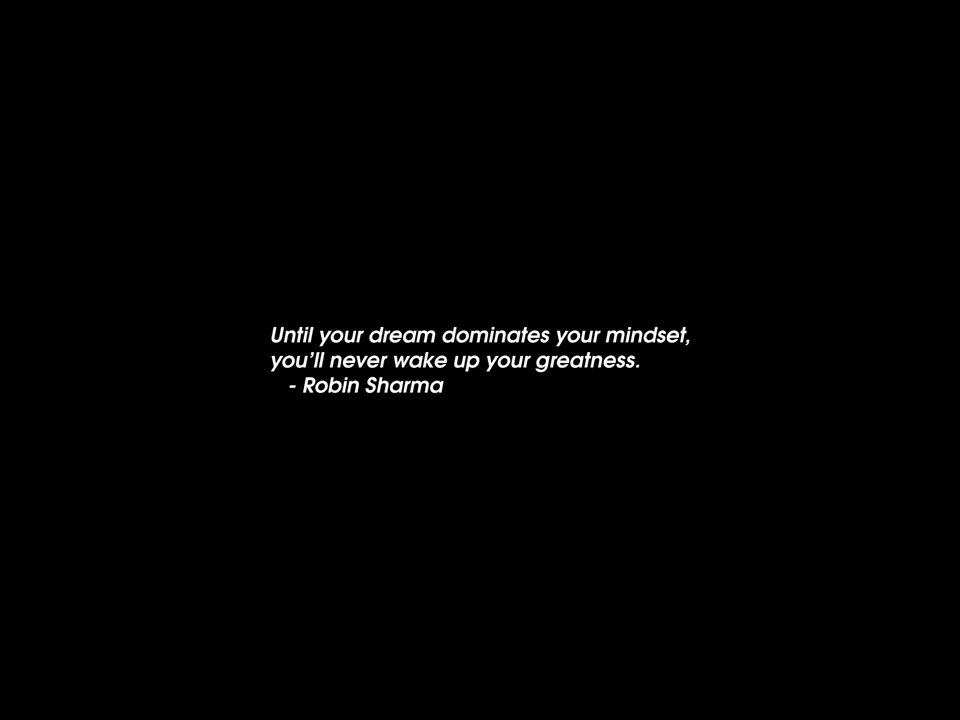 Until your dream dominates your mindset,
you’ll never wake up your greatness.
- Robin Sharma